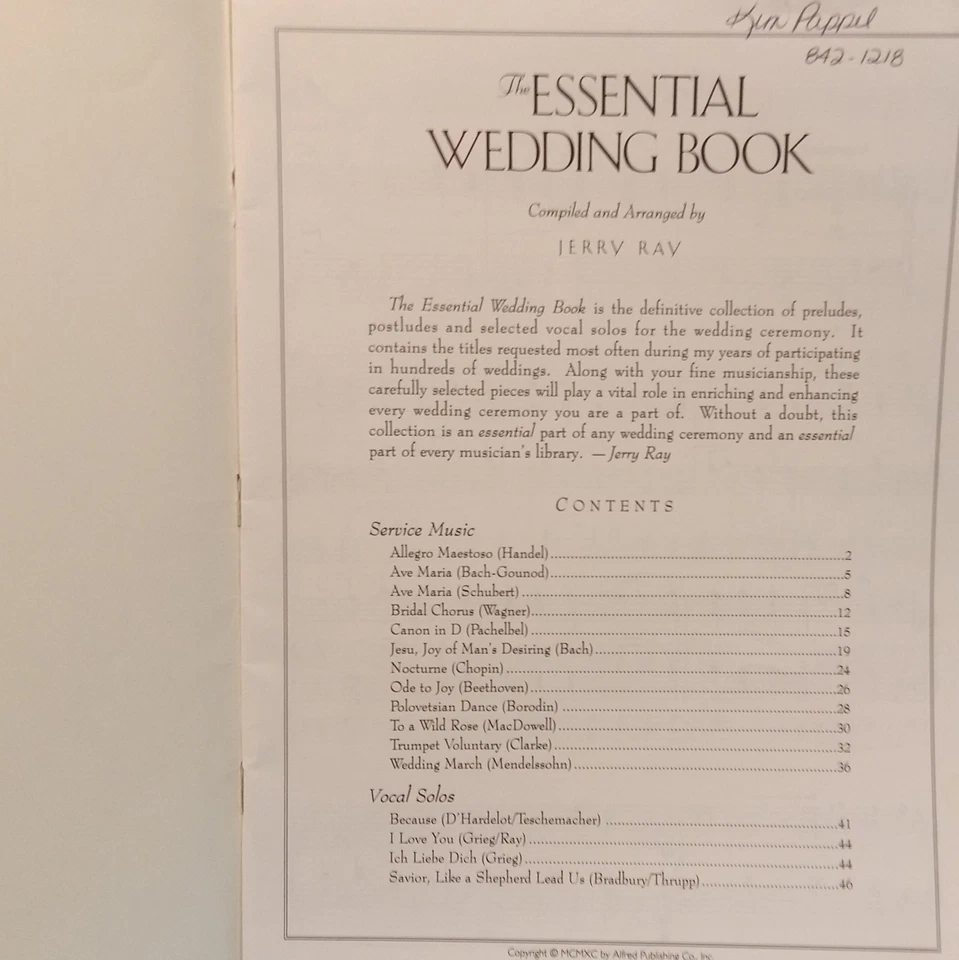 Kim Pippel
842-1218
The ESSENTIAL
WEDDING BOOK
Compiled and Arranged by
JERRY RAY
The Essential Wedding Book is the definitive collection of preludes,
postludes and selected vocal solos for the wedding ceremony. It
contains the titles requested most often during my years of participating
in hundreds of weddings. Along with your fine musicianship, these
carefully selected pieces will play a vital role in enriching and enhancing
every wedding ceremony you are a part of. Without a doubt, this
collection is an essential part of any wedding ceremony and an essential
part of every musician's library. —Jerry Ray
CONTENTS
Service Music
Allegro Maestoso (Handel)..........2
Ave Maria (Bach-Gounod)..........5
Ave Maria (Schubert)..........8
Bridal Chorus (Wagner)..........12
Canon in D (Pachelbel)..........15
Jesu, Joy of Man's Desiring (Bach)..........19
Nocturne (Chopin)..........24
Ode to Joy (Beethoven)..........26
Polovetsian Dance (Borodin)..........28
To a Wild Rose (MacDowell)..........30
Trumpet Voluntary (Clarke)..........32
Wedding March (Mendelssohn)..........36
Vocal Solos
Because (D'Hardelot/Teschemacher)..........41
I Love You (Grieg/Ray)..........44
Ich Liebe Dich (Grieg)..........44
Savior, Like a Shepherd Lead Us (Bradbury/Thrupp)..........46
Copyright © MCMXC by Alfred Publishing Co., Inc.